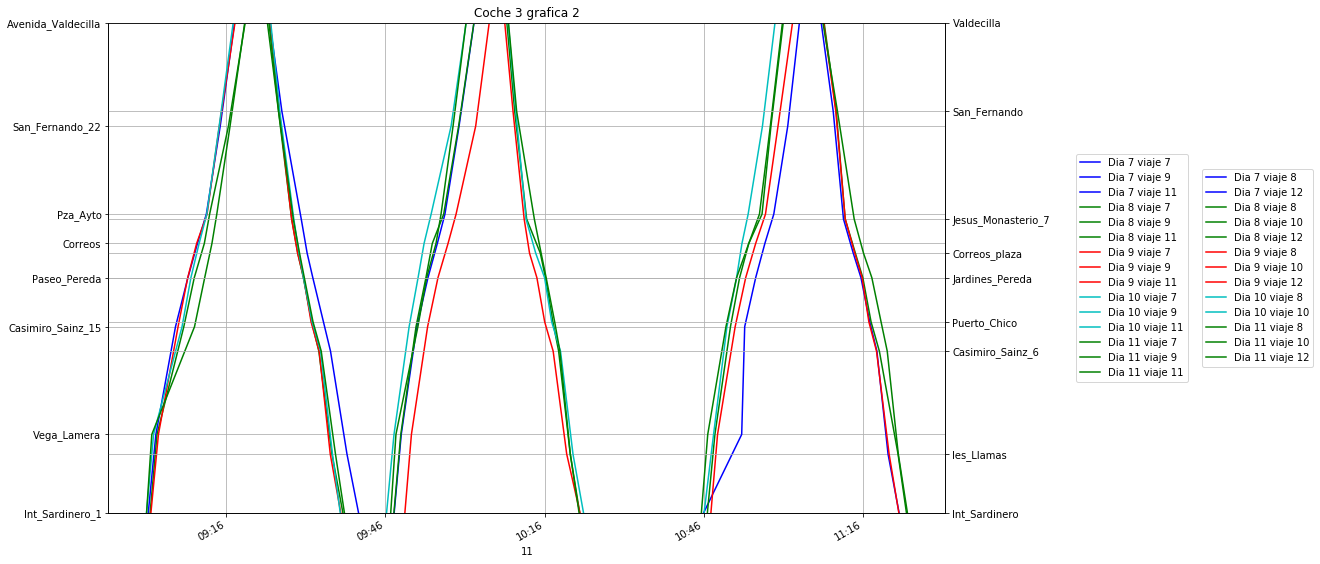 Coche 3 grafica 2
Avenida_Valdecilla
San_Fernando_22
Pza_Ayto
Correos
Paseo_Pereda
Casimiro_Sainz_15
Vega_Lamera
Int_Sardinero_1
Valdecilla
San_Fernando
Jesus_Monasterio_7
Correos_plaza
Jardines_Pereda
Puerto_Chico
Casimiro_Sainz_6
Ies_Llamas
Int_Sardinero
09:16
09:46
10:16
10:46
11:16
11
Dia 7 viaje 7
Dia 7 viaje 9
Dia 7 viaje 11
Dia 8 viaje 7
Dia 8 viaje 9
Dia 8 viaje 11
Dia 9 viaje 7
Dia 9 viaje 9
Dia 9 viaje 11
Dia 10 viaje 7
Dia 10 viaje 9
Dia 10 viaje 11
Dia 11 viaje 7
Dia 11 viaje 9
Dia 11 viaje 11
Dia 7 viaje 8
Dia 7 viaje 12
Dia 8 viaje 8
Dia 8 viaje 10
Dia 8 viaje 12
Dia 9 viaje 8
Dia 9 viaje 10
Dia 9 viaje 12
Dia 10 viaje 8
Dia 10 viaje 10
Dia 11 viaje 8
Dia 11 viaje 10
Dia 11 viaje 12